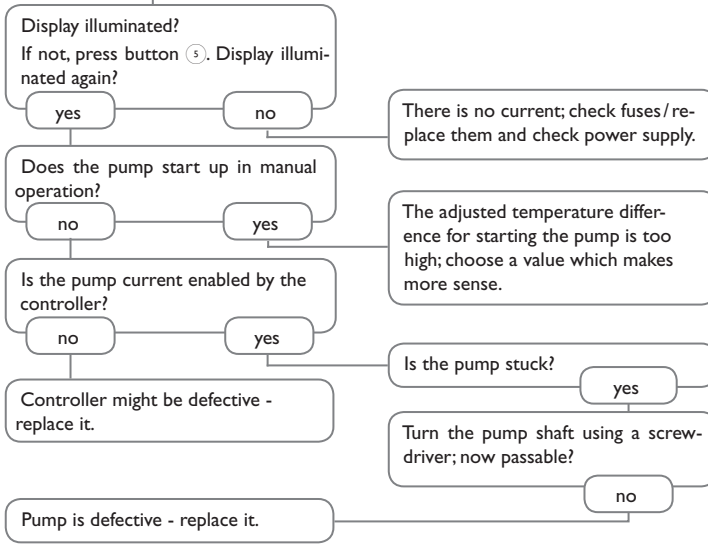 Display illuminated?
If not, press button 5. Display illumi-
nated again?
yes
no
There is no current; check fuses/re-
place them and check power supply.
Does the pump start up in manual
operation?
no
yes
The adjusted temperature differ-
ence for starting the pump is too
high; choose a value which makes
more sense.
Is the pump current enabled by the
controller?
no
yes
Is the pump stuck?
yes
Controller might be defective -
replace it.
Turn the pump shaft using a screw-
driver; now passable?
no
Pump is defective - replace it.